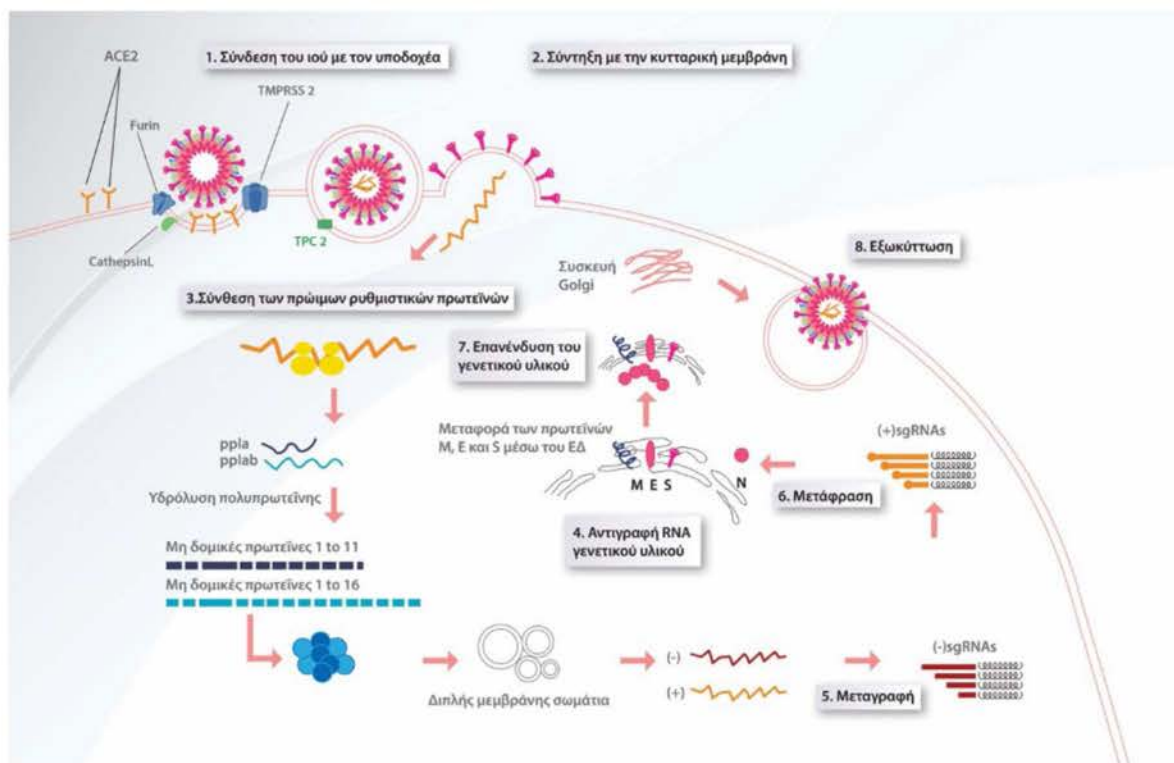 ACE2
1. Σύνδεση του ιού με τον υποδοχέα
2. Σύντηξη με την κυτταρική μεμβράνη
TMPRSS 2
Furin
CathepsinL
TPC 2
3.Σύνθεση των πρώιμων ρυθμιστικών πρωτεϊνών
Συσκευή
Golgi
8. Εξωκύττωση
7. Επανένδυση του
γενετικού υλικού
Μεταφορά των πρωτεϊνών
Μ, Ε και S μέσω του ΕΔ
M E S
N
(+)sgRNAs
6. Μετάφραση
4. Αντιγραφή RNA
γενετικού υλικού
ppla
pplab
Υδρόλυση πολυπρωτεΐνης
Μη δομικές πρωτεΐνες 1 to 11
Μη δομικές πρωτεΐνες 1 to 16
Διπλής μεμβράνης σωμάτια
(-)
(+)
5. Μεταγραφή
(-)sgRNAs